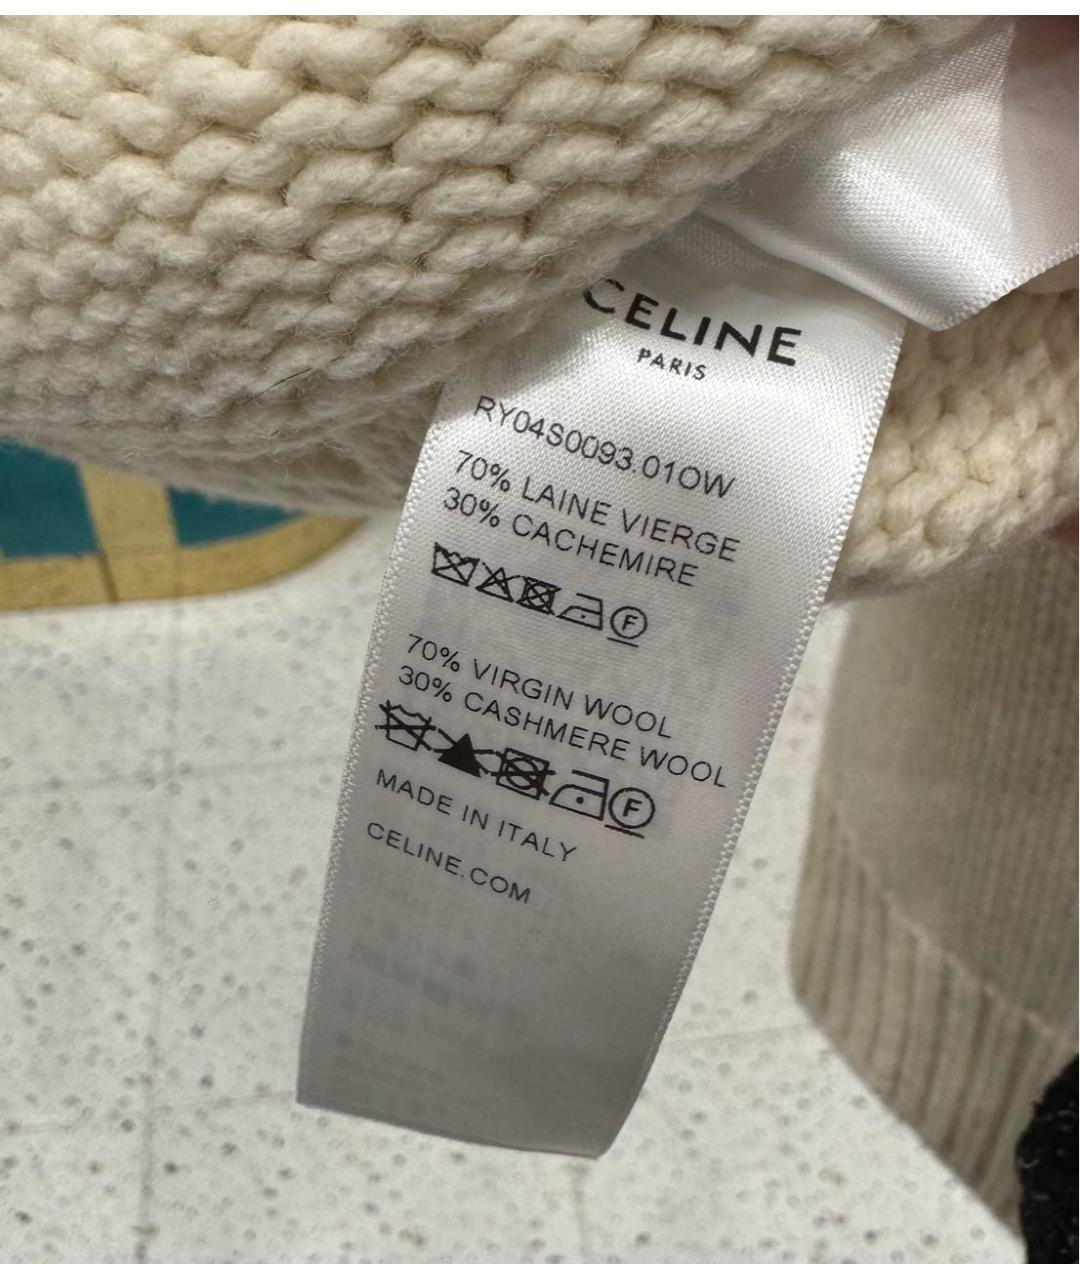 CELINE
PARIS
RY04S0093.01OW
70% LAINE VIERGE
30% CACHEMIRE
F
70% VIRGIN WOOL
30% CASHMERE WOOL
F
MADE IN ITALY
CELINE.COM